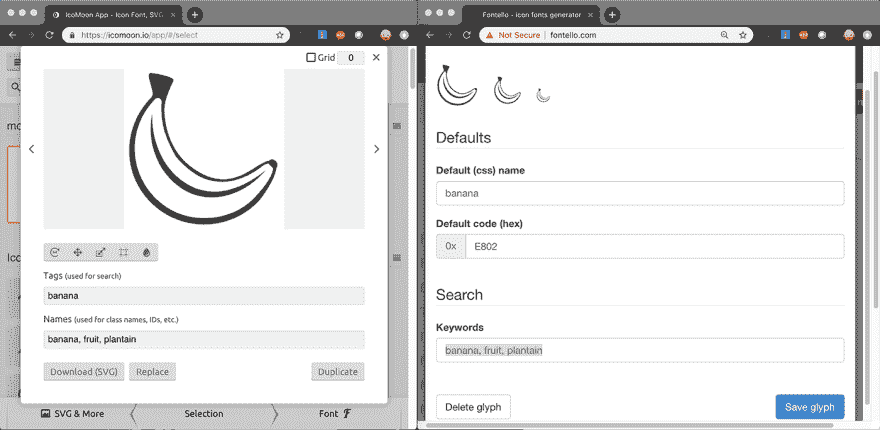 IcoMoon App - Icon Font, SVG
https://icomoon.io/app/#/select
Grid 0
Tags (used for search)
banana
Names (used for class names, IDs, etc.)
banana, fruit, plantain
Download (SVG) Replace Duplicate
SVG & More Selection Font
Fontello - icon fonts generator
Not Secure | fontello.com
Defaults
Default (css) name
banana
Default code (hex)
0x E802
Search
Keywords
banana, fruit, plantain
Delete glyph Save glyph